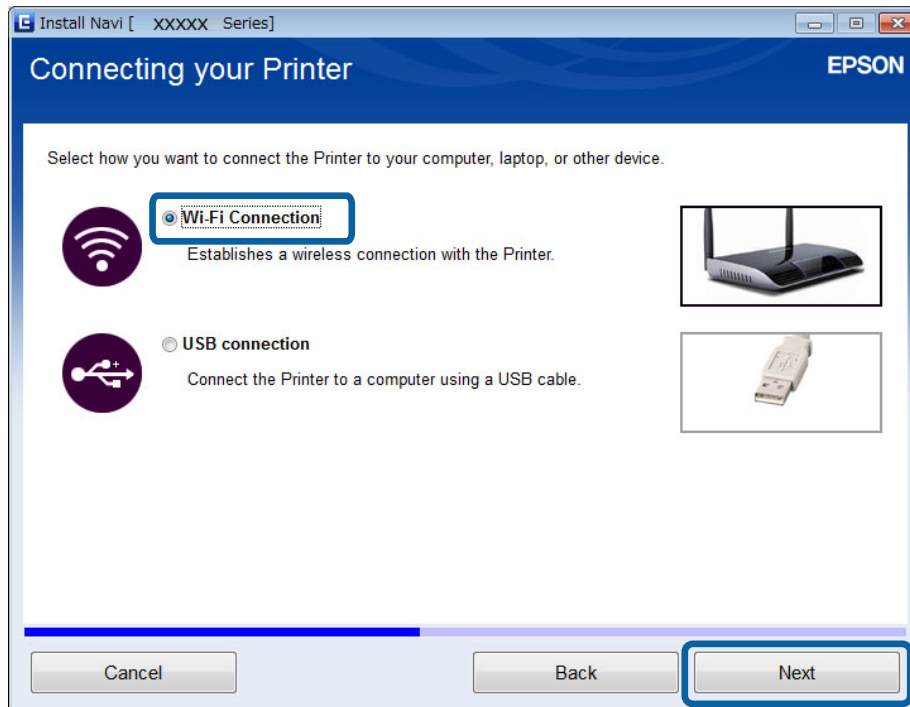 Install Navi [ XXXXX Series]
Connecting your Printer
EPSON
Select how you want to connect the Printer to your computer, laptop, or other device.
Wi-Fi Connection
Establishes a wireless connection with the Printer.
USB connection
Connect the Printer to a computer using a USB cable.
Cancel
Back
Next